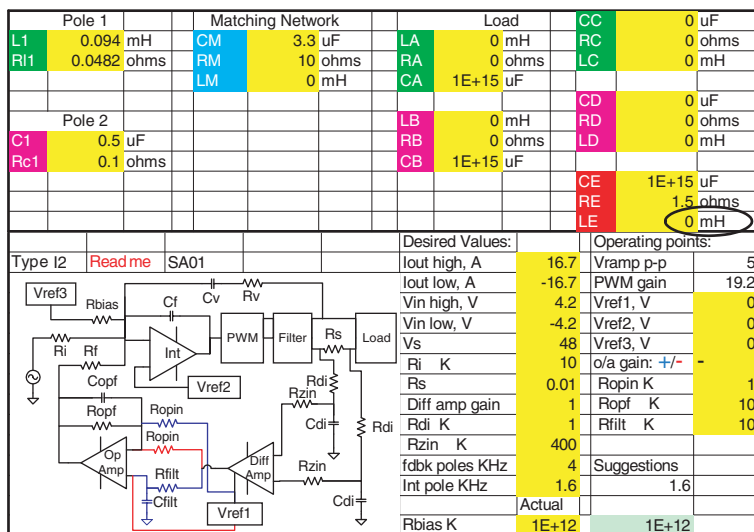 Pole 1 Matching Network Load CC 0 uF
L1 0.094 mH CM 3.3 uF LA 0 mH RC 0 ohms
Rl1 0.0482 ohms RM 10 ohms RA 0 ohms LC 0 mH
LM 0 mH CA 1E+15 uF
CD 0 uF
Pole 2 LB 0 mH RD 0 ohms
C1 0.5 uF RB 0 ohms LD 0 mH
Rc1 0.1 ohms CB 1E+15 uF
CE 1E+15 uF
RE 1.5 ohms
LE 0 mH
Desired Values: Operating points:
Type I2 Read me SA01 Iout high, A 16.7 Vramp p-p 5
Iout low, A -16.7 PWM gain 19.2
Vin high, V 4.2 Vref1, V 0
Vin low, V -4.2 Vref2, V 0
Vs 48 Vref3, V 0
Ri K 10 o/a gain: +/- -
Rs 0.01 Ropin K 1
Diff amp gain 1 Ropf K 10
Rdi K 1 Rfilt K 10
Rzin K 400
fdbk poles KHz 4 Suggestions
Int pole KHz 1.6 1.6
Actual
Rbias K 1E+12 1E+12
Vref3
Rbias
Cv
Rv
Cf
Ri
Rf
Int
PWM
Filter
Rs
Load
Vref2
Copf
Ropf
Ropin
Ropin
Rdi
Rzin
Cdi
Rdi
Op
Amp
Rfilt
Cfilt
Diff
Amp
Rzin
Cdi
Vref1